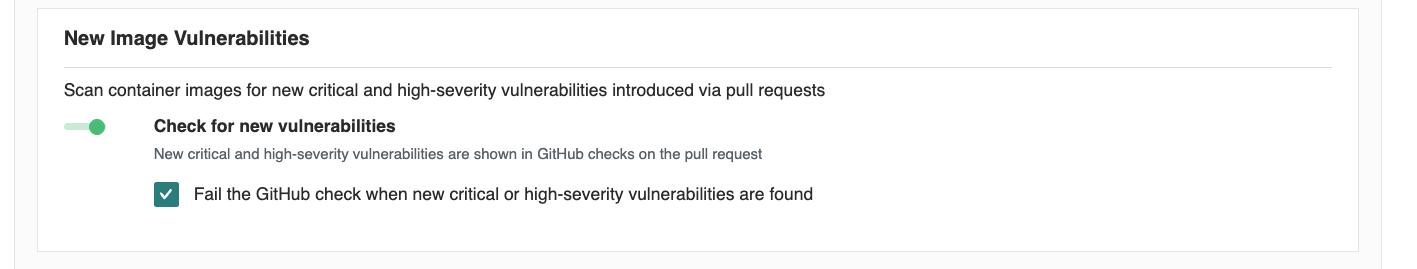 New Image Vulnerabilities
Scan container images for new critical and high-severity vulnerabilities introduced via pull requests
Check for new vulnerabilities
New critical and high-severity vulnerabilities are shown in GitHub checks on the pull request
Fail the GitHub check when new critical or high-severity vulnerabilities are found